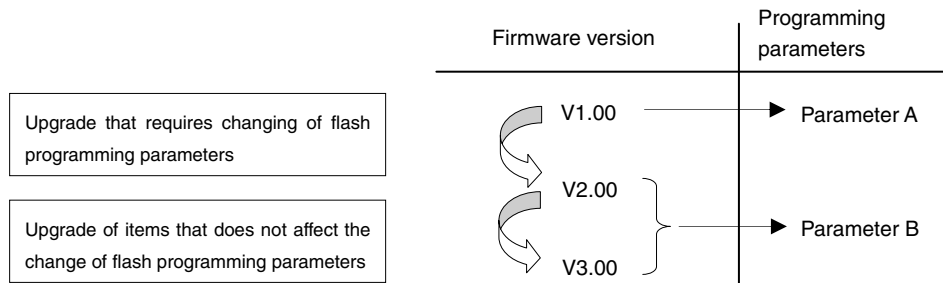 Firmware version
Programming
parameters
Upgrade that requires changing of flash
programming parameters
V1.00
Parameter A
V2.00
Upgrade of items that does not affect the
change of flash programming parameters
Parameter B
V3.00